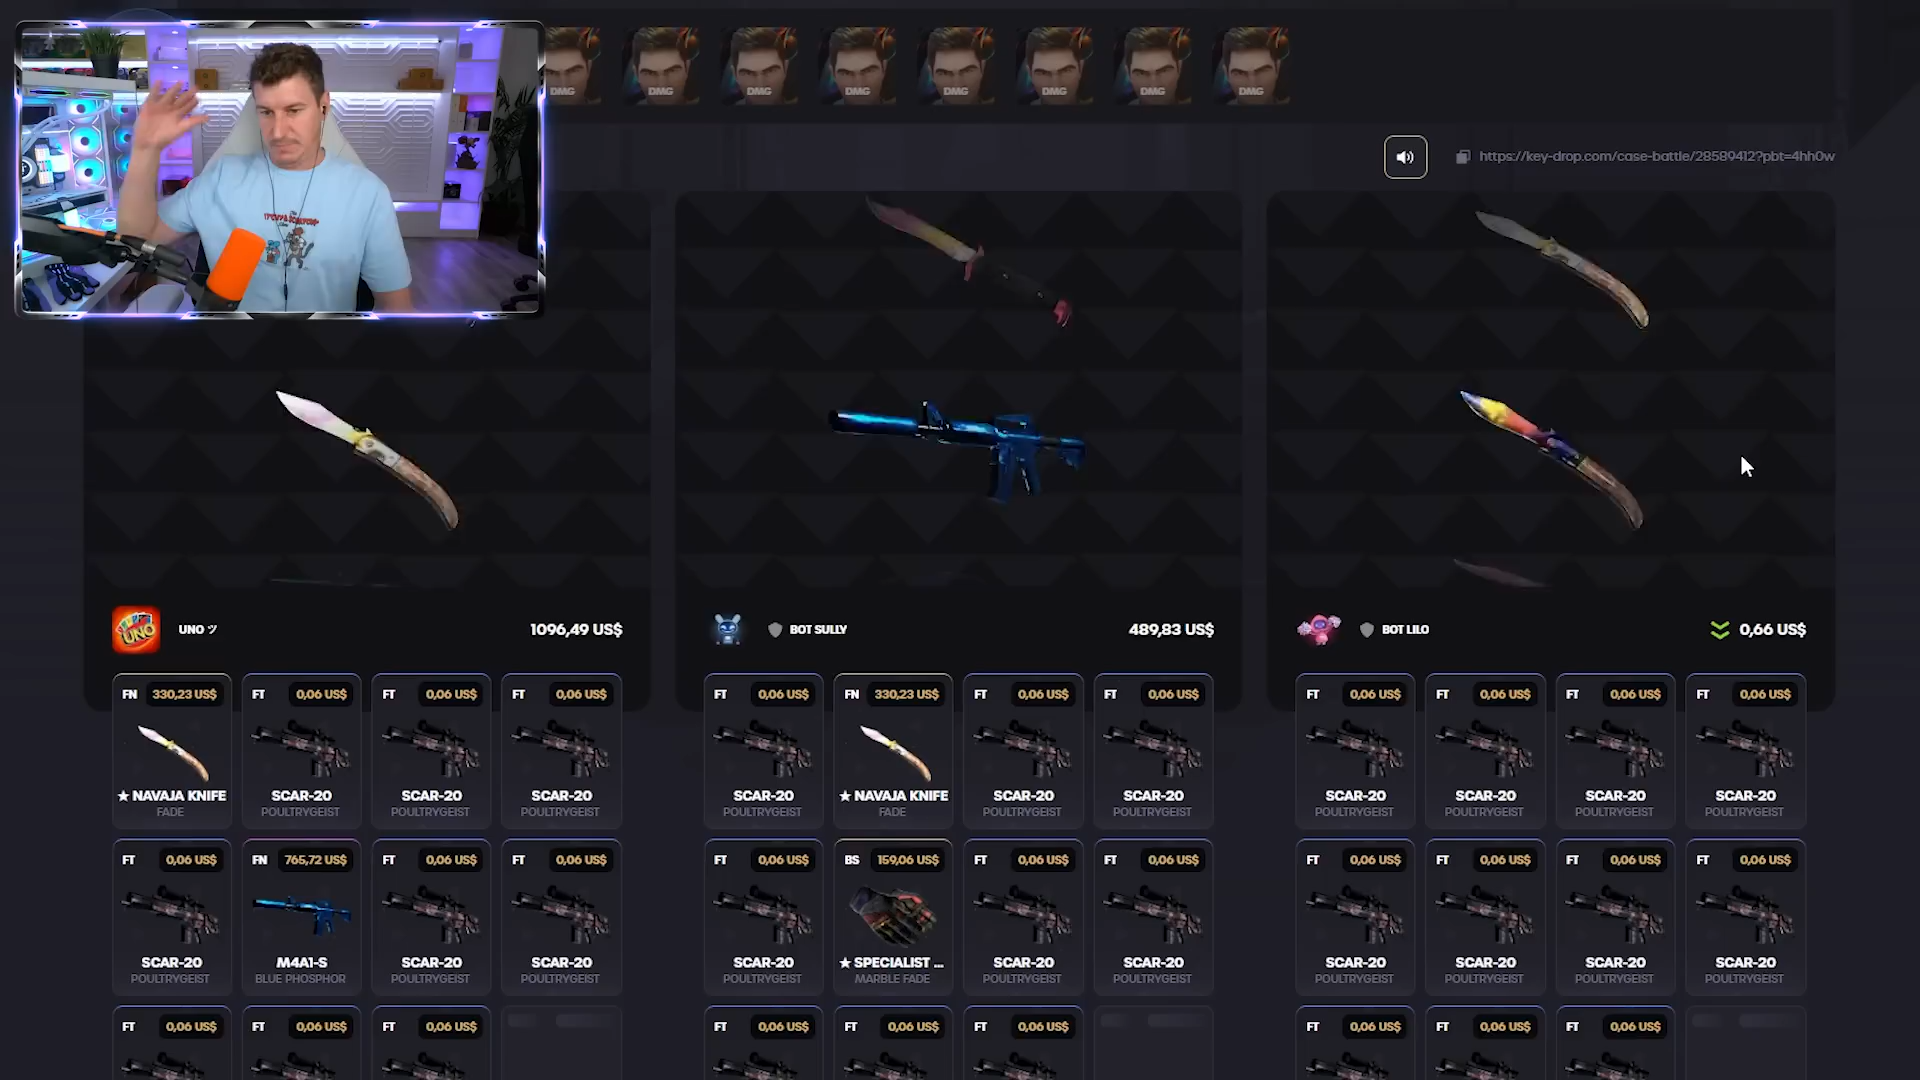 DMG DMG DMG DMG DMG DMG DMG DMG
https://key-drop.com/case-battle/28589412?pbt=4hh0w
UNO ツ 1096,49 US$
BOT SULLY 489,83 US$
BOT LILO 0,66 US$
FN 330,23 US$ FT 0,06 US$ FT 0,06 US$ FT 0,06 US$
★ NAVAJA KNIFE SCAR-20 SCAR-20 SCAR-20
FADE POULTRYGEIST POULTRYGEIST POULTRYGEIST
FT 0,06 US$ FN 765,72 US$ FT 0,06 US$ FT 0,06 US$
SCAR-20 M4A1-S SCAR-20 SCAR-20
POULTRYGEIST BLUE PHOSPHOR POULTRYGEIST POULTRYGEIST
FT 0,06 US$ FT 0,06 US$ FT 0,06 US$
FT 0,06 US$ FN 330,23 US$ FT 0,06 US$ FT 0,06 US$
SCAR-20 ★ NAVAJA KNIFE SCAR-20 SCAR-20
POULTRYGEIST FADE POULTRYGEIST POULTRYGEIST
FT 0,06 US$ BS 159,06 US$ FT 0,06 US$ FT 0,06 US$
SCAR-20 ★ SPECIALIST ... SCAR-20 SCAR-20
POULTRYGEIST MARBLE FADE POULTRYGEIST POULTRYGEIST
FT 0,06 US$ FT 0,06 US$ FT 0,06 US$
FT 0,06 US$ FT 0,06 US$ FT 0,06 US$ FT 0,06 US$
SCAR-20 SCAR-20 SCAR-20 SCAR-20
POULTRYGEIST POULTRYGEIST POULTRYGEIST POULTRYGEIST
FT 0,06 US$ FT 0,06 US$ FT 0,06 US$ FT 0,06 US$
SCAR-20 SCAR-20 SCAR-20 SCAR-20
POULTRYGEIST POULTRYGEIST POULTRYGEIST POULTRYGEIST
FT 0,06 US$ FT 0,06 US$ FT 0,06 US$